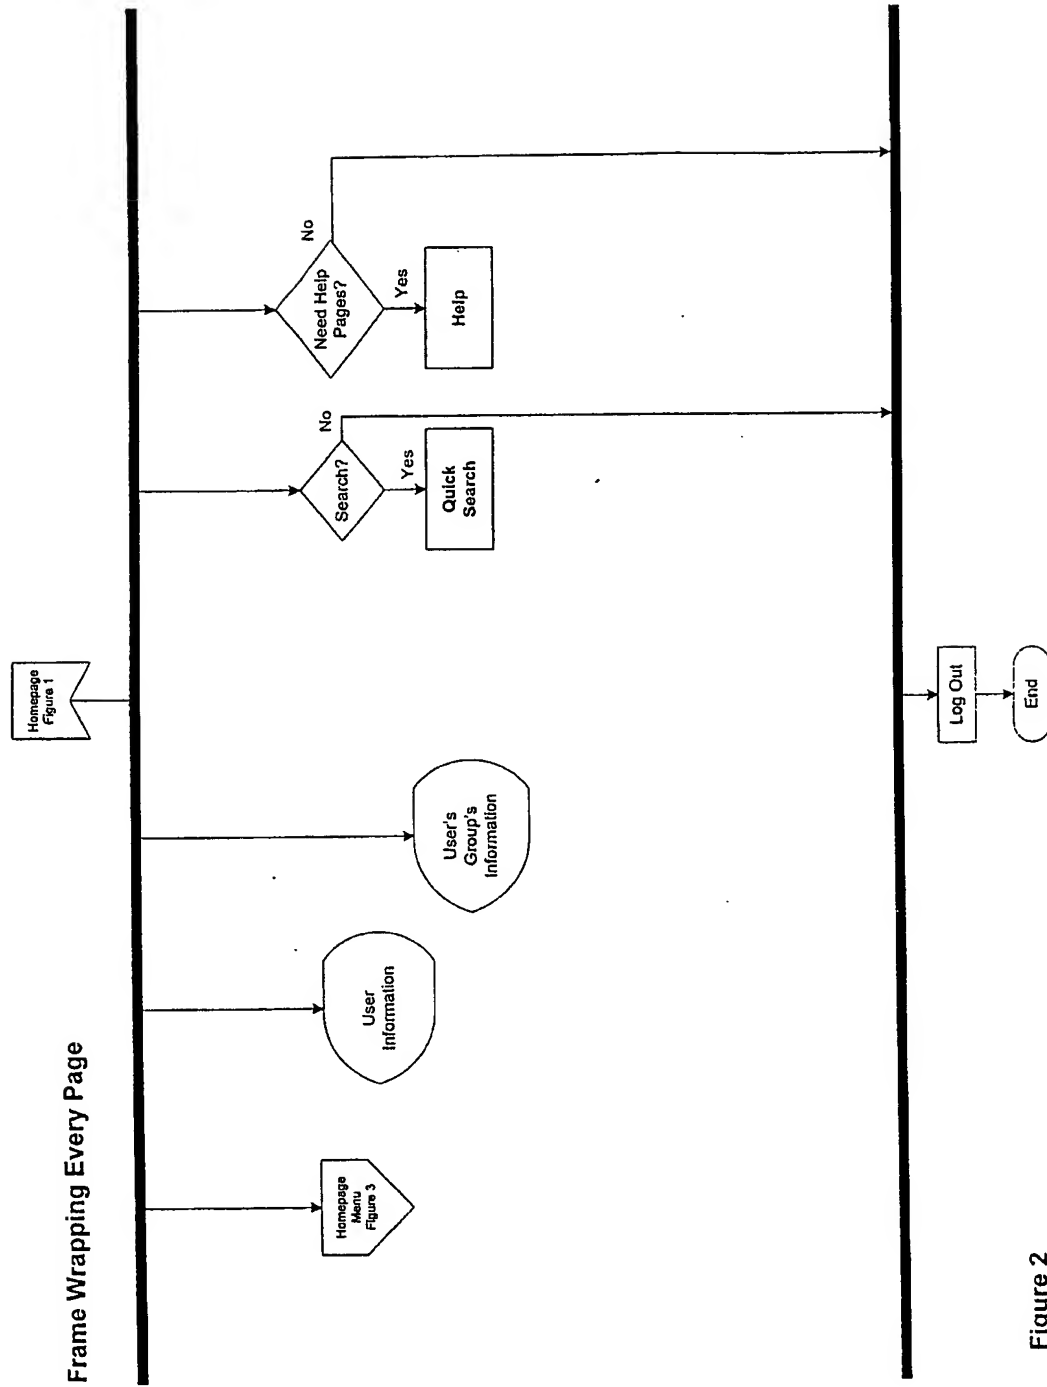 Frame Wrapping Every Page
Homepage
Figure 1
Homepage
Menu
Figure 3
User
Information
User's
Group's
Information
Search?
No
Yes
Quick
Search
Need Help
Pages?
No
Yes
Help
Log Out
End
Figure 2